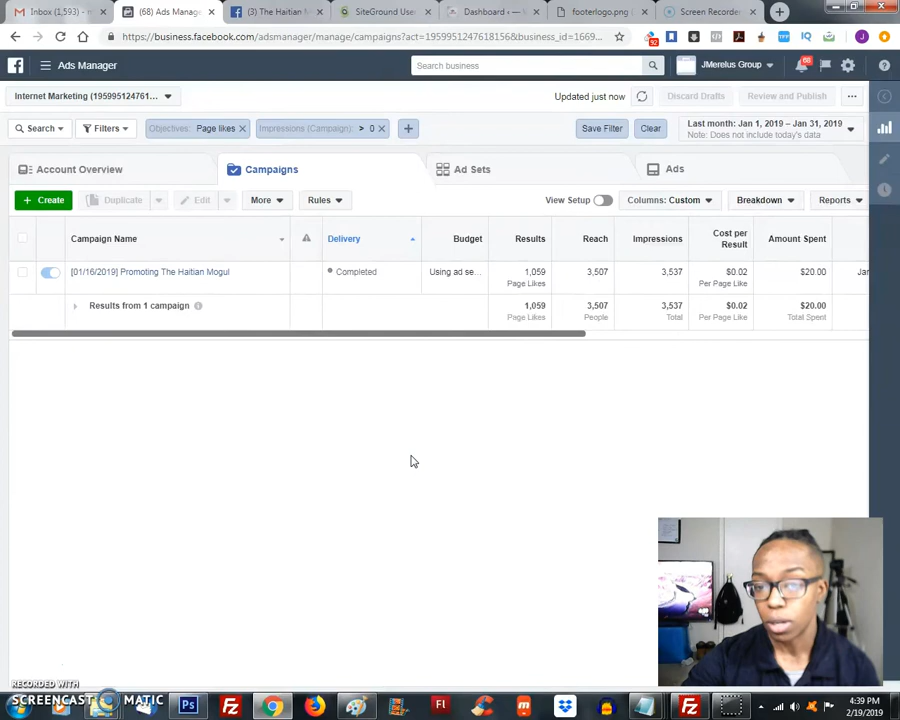 Inbox (1,593) - m
(68) Ads Manage
(3) The Haitian M
SiteGround User
Dashboard ‹ — W
footerlogo.png (
Screen Recorder
https://business.facebook.com/adsmanager/manage/campaigns?act=1959951247618156&business_id=1669...
92
Ads Manager
Search business
JMerelus Group
68
Internet Marketing (195995124761...
Updated just now
Discard Drafts
Review and Publish
Search
Filters
Objectives: Page likes
Impressions (Campaign): > 0
Save Filter
Clear
Last month: Jan 1, 2019 – Jan 31, 2019
Note: Does not include today's data
Account Overview
Campaigns
Ad Sets
Ads
+ Create
Duplicate
Edit
More
Rules
View Setup
Columns: Custom
Breakdown
Reports
Campaign Name
Delivery
Budget
Results
Reach
Impressions
Cost per Result
Amount Spent
[01/16/2019] Promoting The Haitian Mogul
Completed
Using ad se...
1,059
Page Likes
3,507
3,537
$0.02
Per Page Like
$20.00
Jan
Results from 1 campaign
1,059
Page Likes
3,507
People
3,537
Total
$0.02
Per Page Like
$20.00
Total Spent
RECORDED WITH
SCREENCAST MATIC
4:39 PM
2/19/2019